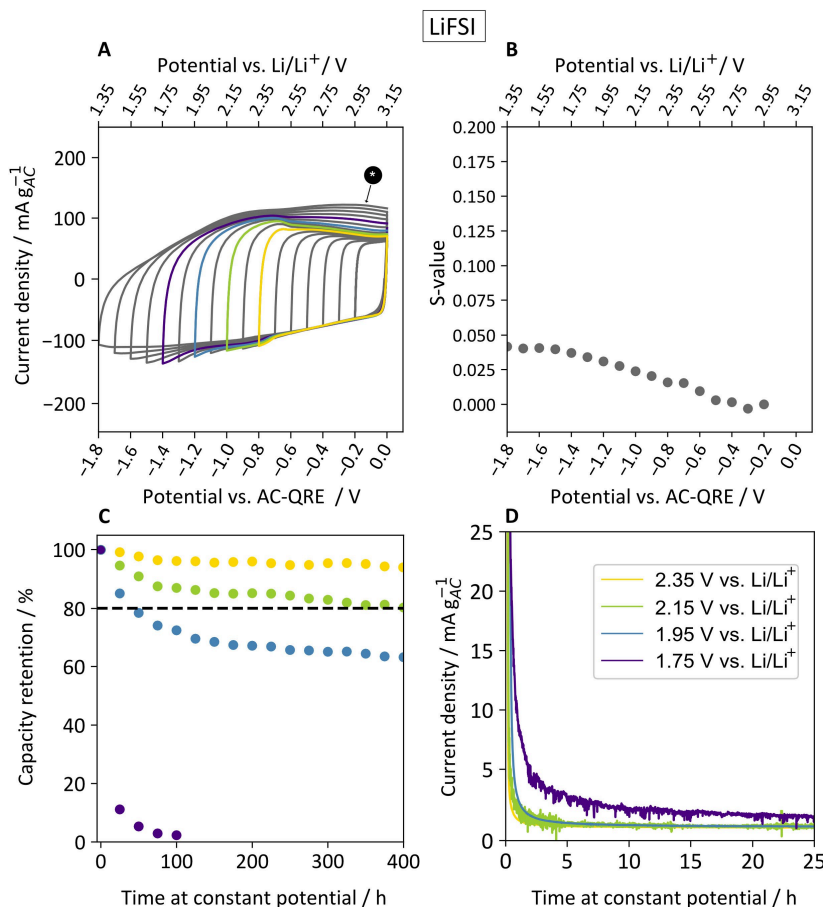 LiFSI
A
Potential vs. Li/Li⁺/ V
1.35 1.55 1.75 1.95 2.15 2.35 2.55 2.75 2.95 3.15
*
Current density / mA g⁻¹_AC
200
100
0
−100
−200
−1.8 −1.6 −1.4 −1.2 −1.0 −0.8 −0.6 −0.4 −0.2 0.0
Potential vs. AC-QRE / V
B
Potential vs. Li/Li⁺/ V
1.35 1.55 1.75 1.95 2.15 2.35 2.55 2.75 2.95 3.15
S-value
0.200
0.175
0.150
0.125
0.100
0.075
0.050
0.025
0.000
−1.8 −1.6 −1.4 −1.2 −1.0 −0.8 −0.6 −0.4 −0.2 0.0
Potential vs. AC-QRE / V
C
Capacity retention / %
100
80
60
40
20
0
0 100 200 300 400
Time at constant potential / h
D
Current density / mA g⁻¹_AC
25
20
15
10
5
0
2.35 V vs. Li/Li⁺
2.15 V vs. Li/Li⁺
1.95 V vs. Li/Li⁺
1.75 V vs. Li/Li⁺
0 5 10 15 20 25
Time at constant potential / h